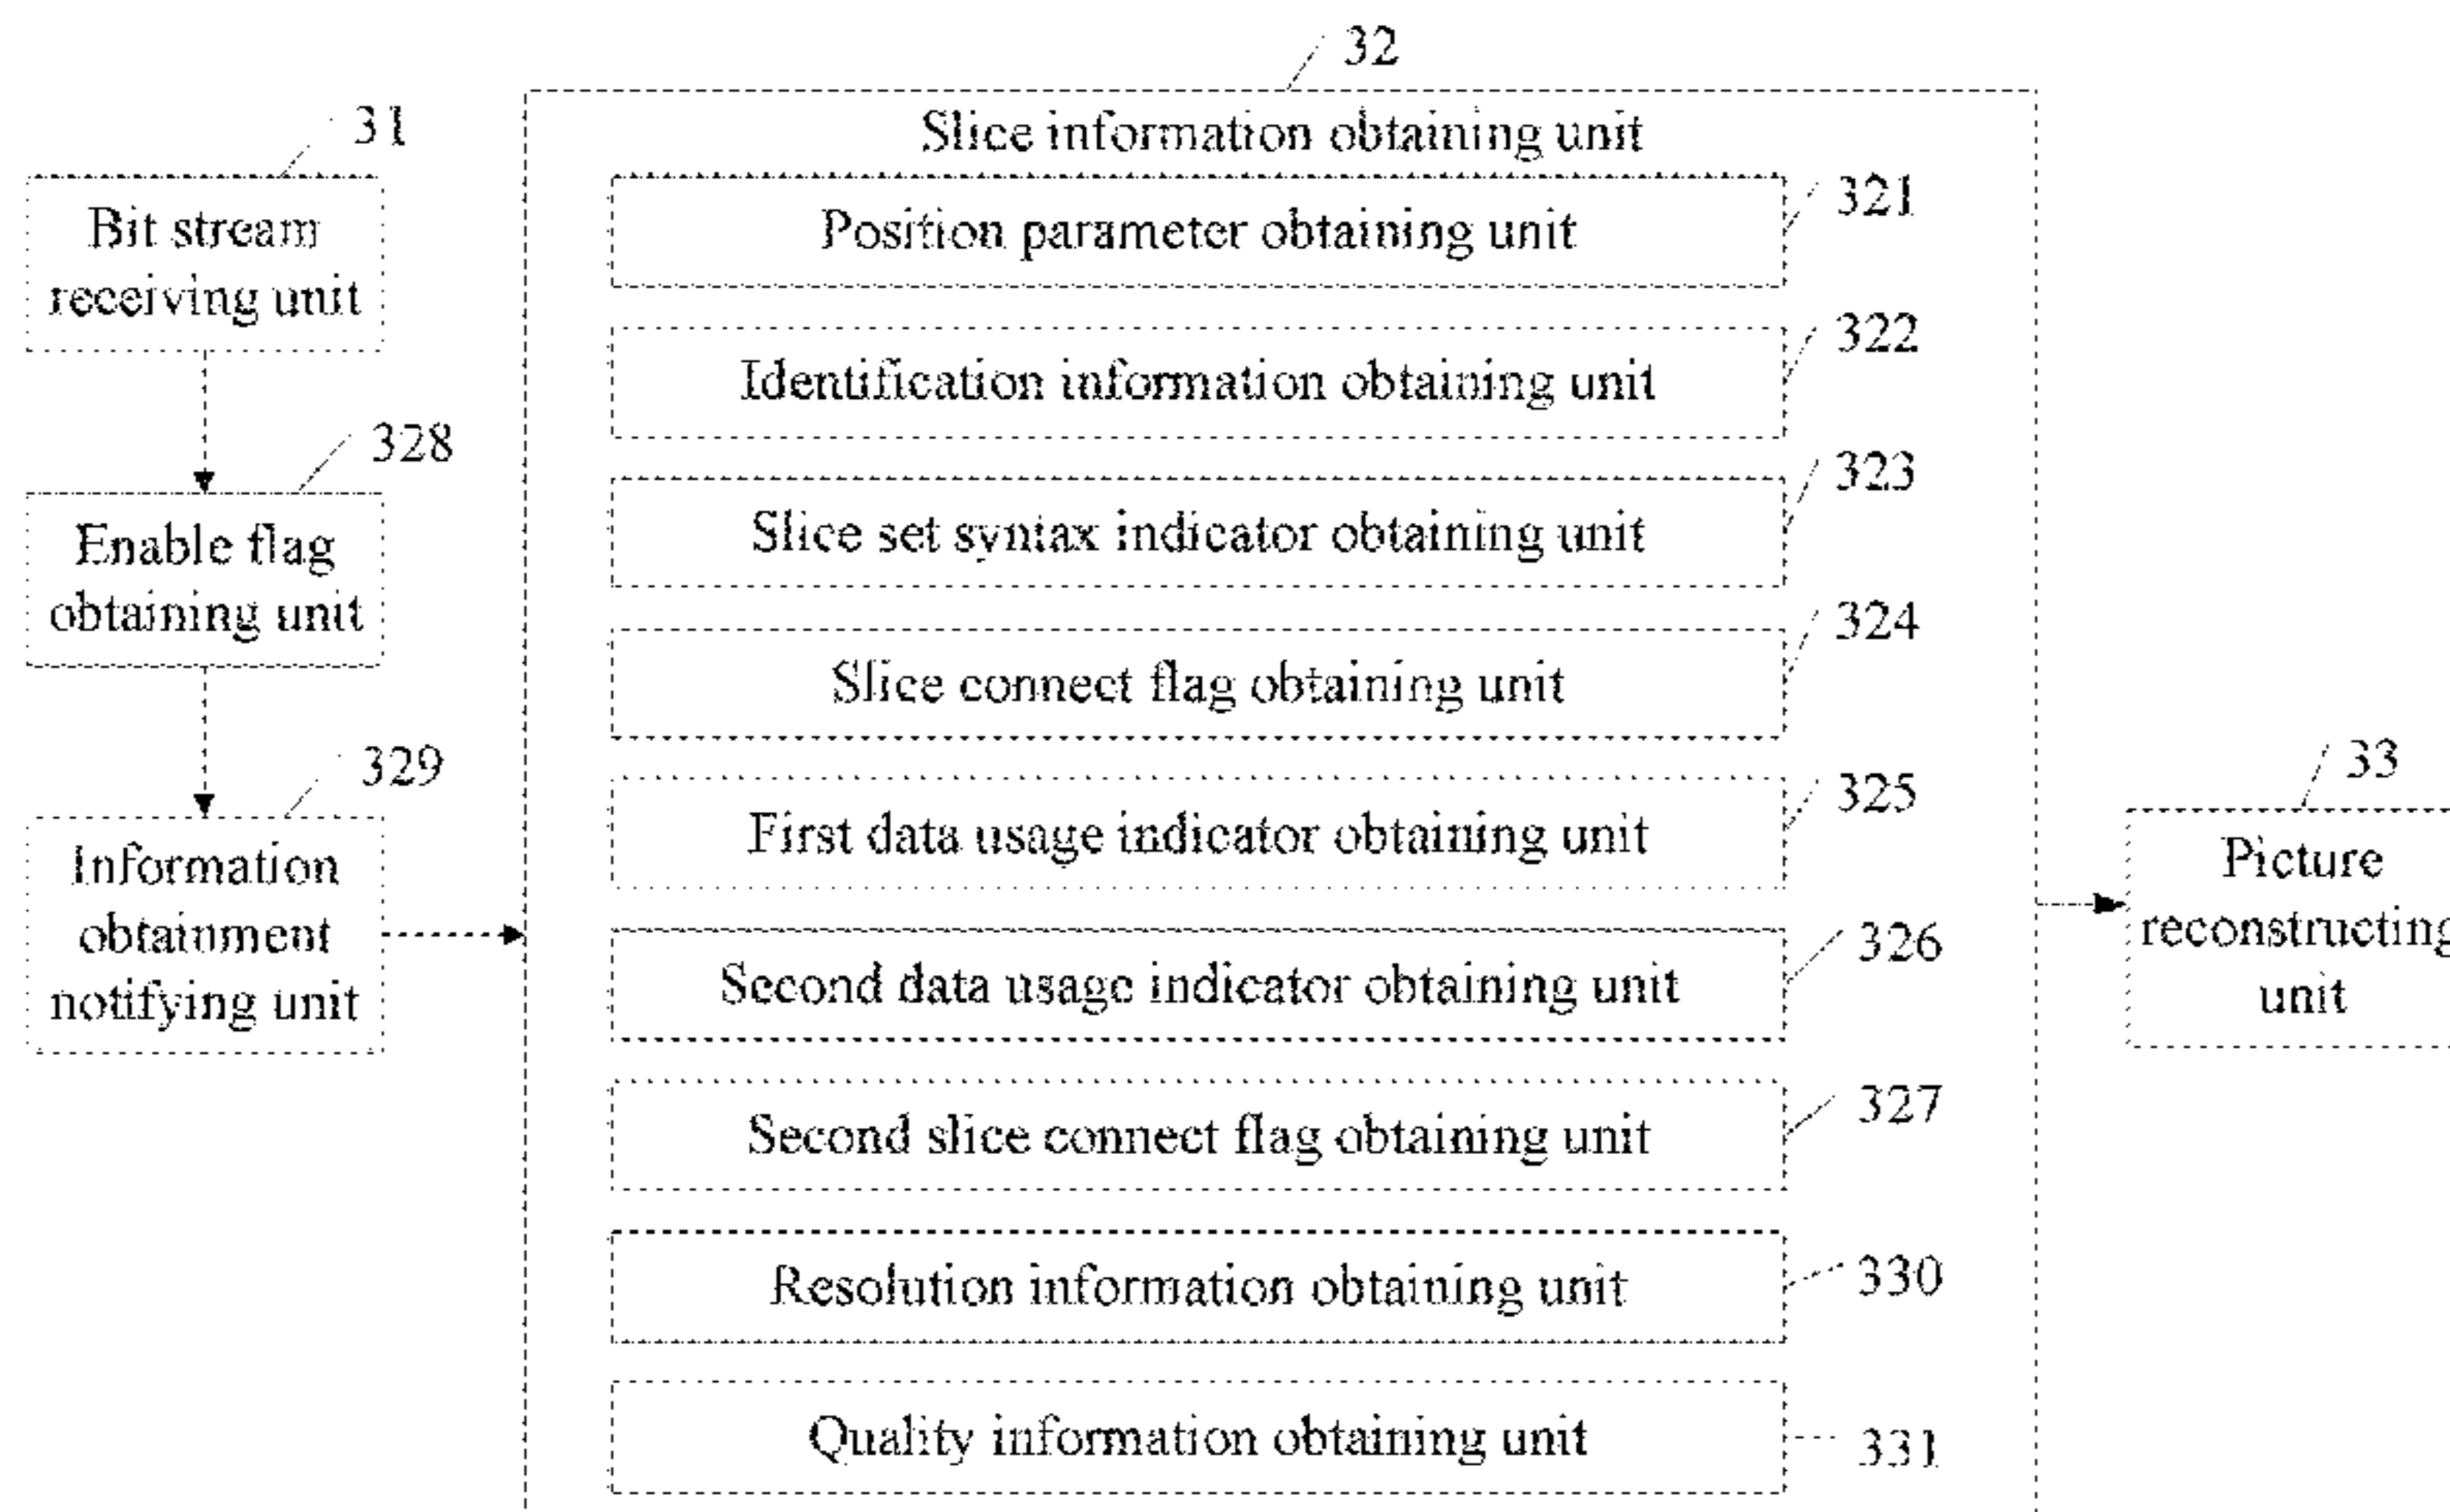 32
Slice information obtaining unit
31
Bit stream
receiving unit
328
Enable flag
obtaining unit
329
Information
obtainment
notifying unit
Position parameter obtaining unit
321
Identification information obtaining unit
322
Slice set syntax indicator obtaining unit
323
Slice connect flag obtaining unit
324
First data usage indicator obtaining unit
325
Second data usage indicator obtaining unit
326
Second slice connect flag obtaining unit
327
Resolution information obtaining unit
330
Quality information obtaining unit
331
33
Picture
reconstructing
unit